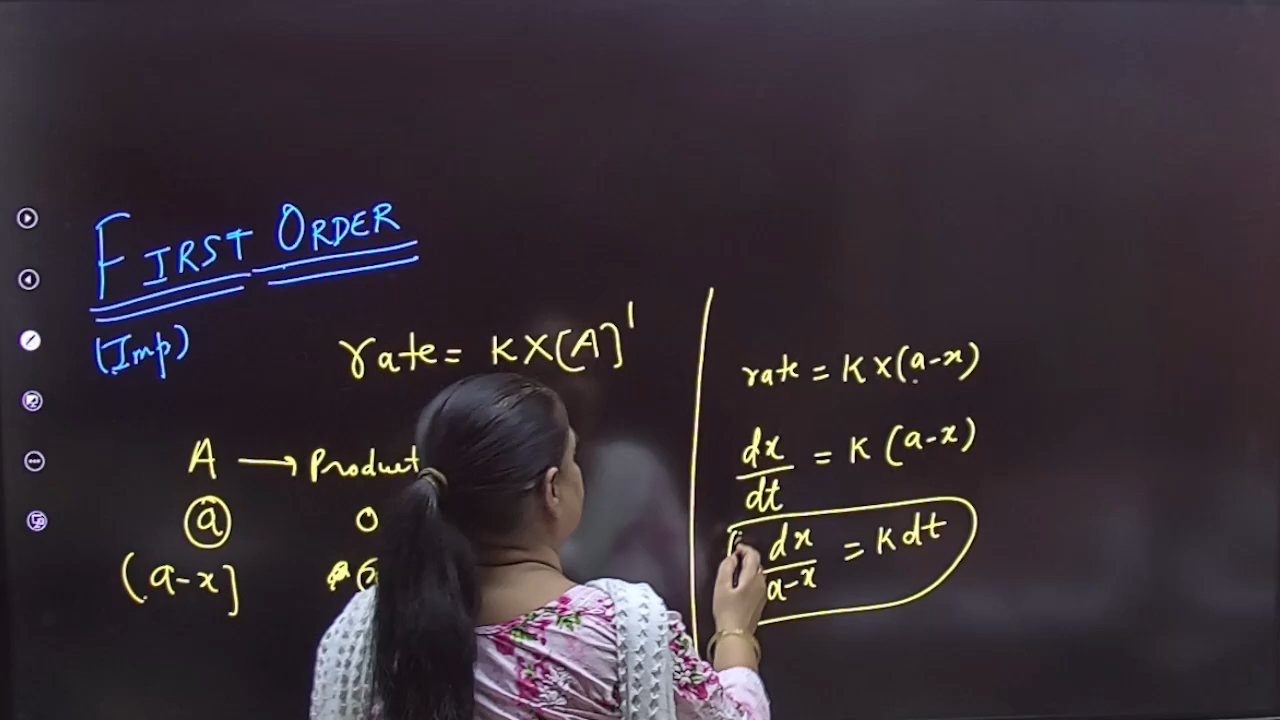 FIRST ORDER
(Imp)
rate = K X [A]¹
A → Product
a
0
(a-x]
rate = K x (a-x)
dx/dt = K (a-x)
dx/a-x = K dt